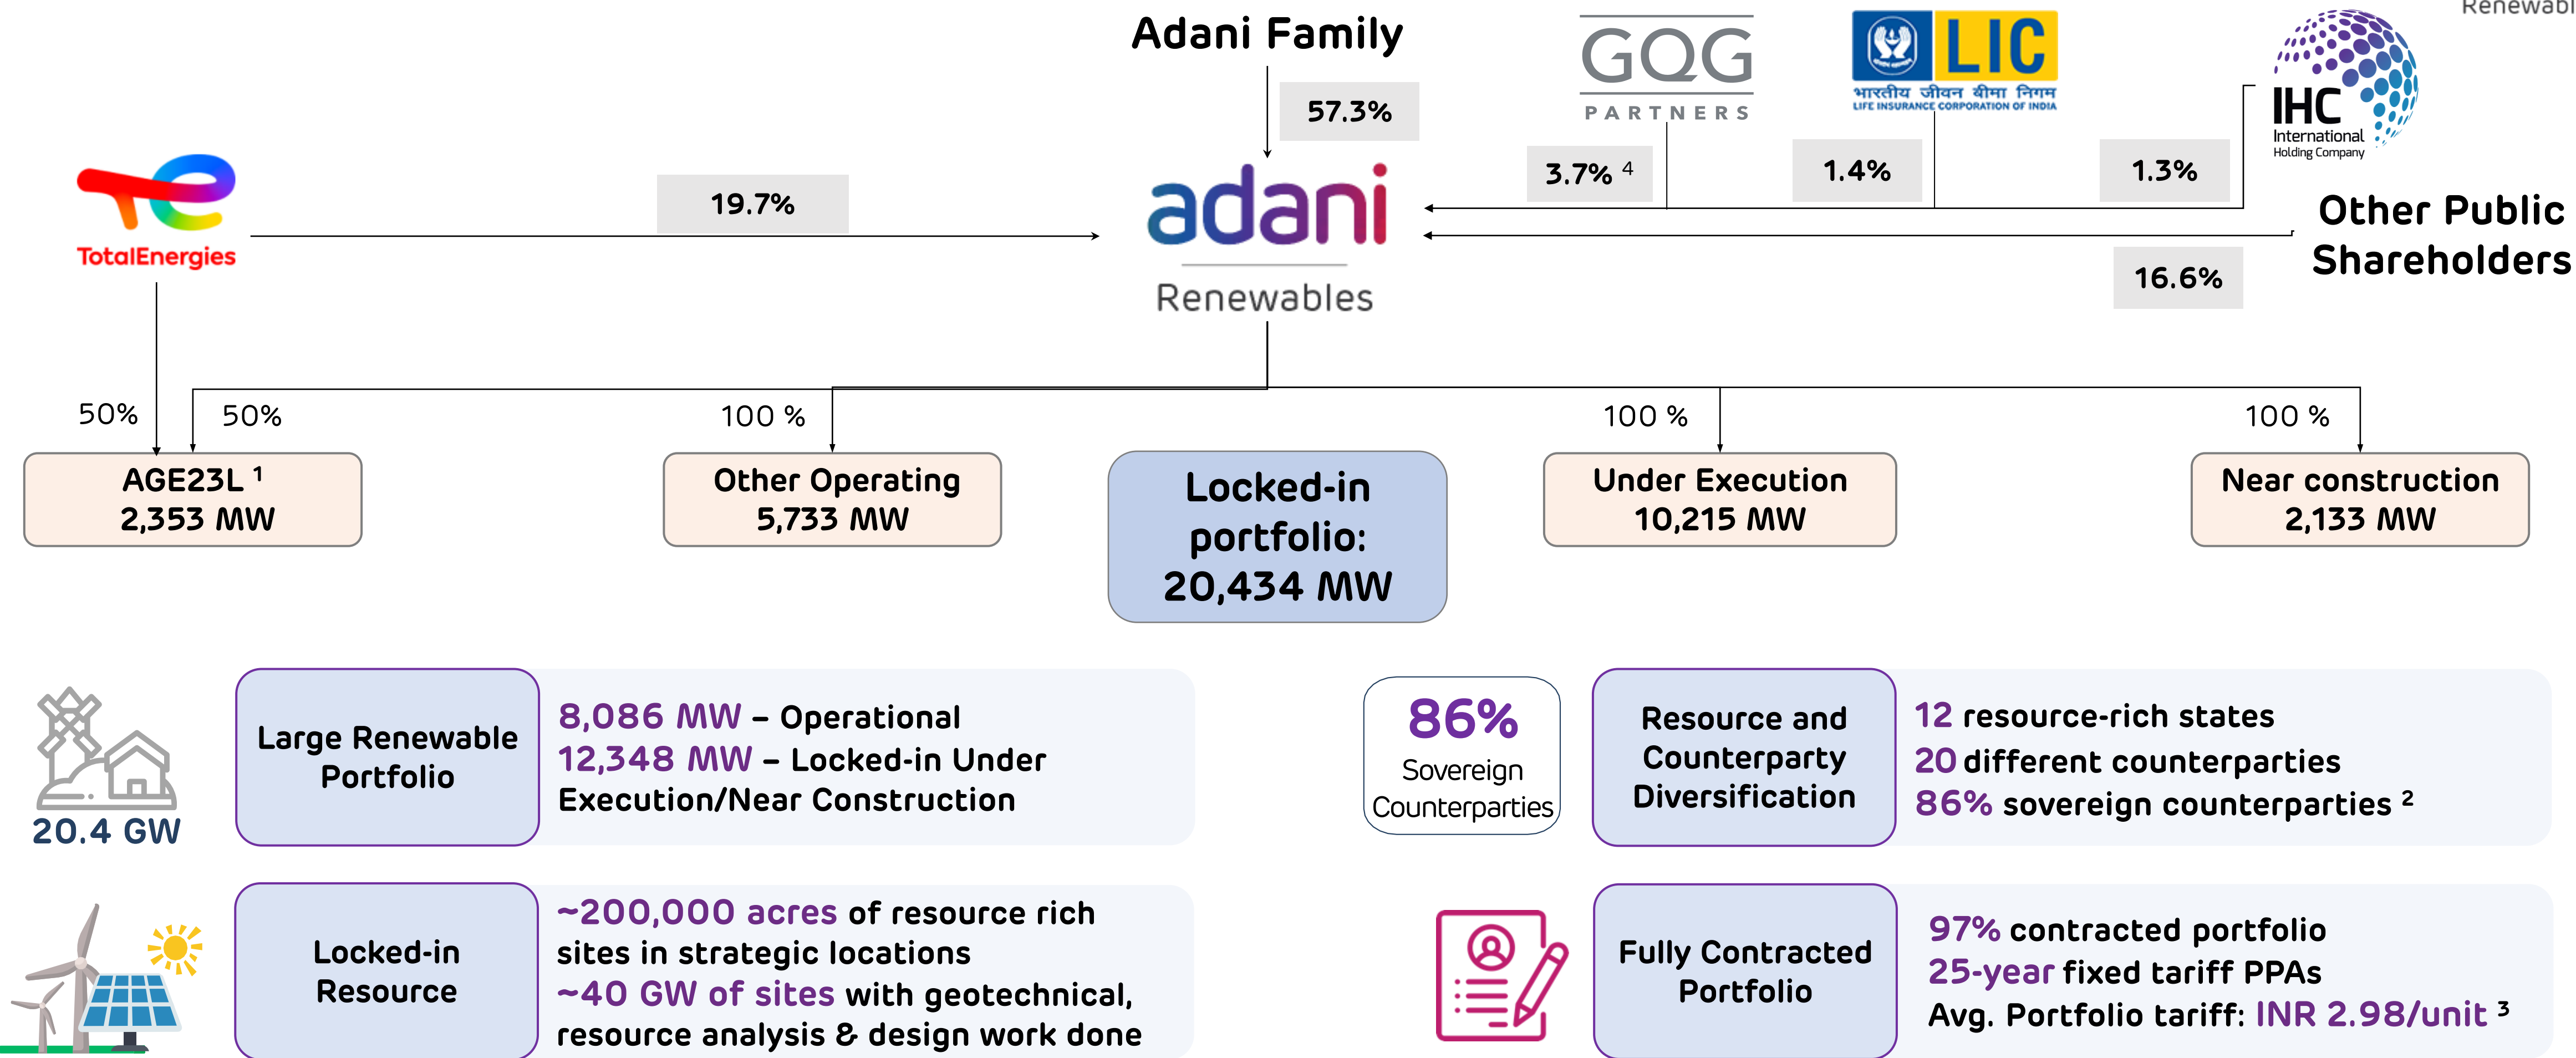 Renewabl
Adani Family
GQG
PARTNERS
LIC
भारतीय जीवन बीमा निगम
LIFE INSURANCE CORPORATION OF INDIA
IHC
International
Holding Company
57.3%
3.7% 4
1.4%
1.3%
TotalEnergies
19.7%
adani
Renewables
Other Public
Shareholders
16.6%
50%
50%
100 %
100 %
100 %
AGE23L 1
2,353 MW
Other Operating
5,733 MW
Locked-in
portfolio:
20,434 MW
Under Execution
10,215 MW
Near construction
2,133 MW
20.4 GW
Large Renewable
Portfolio
8,086 MW – Operational
12,348 MW – Locked-in Under
Execution/Near Construction
86%
Sovereign
Counterparties
Resource and
Counterparty
Diversification
12 resource-rich states
20 different counterparties
86% sovereign counterparties 2
Locked-in
Resource
~200,000 acres of resource rich
sites in strategic locations
~40 GW of sites with geotechnical,
resource analysis & design work done
Fully Contracted
Portfolio
97% contracted portfolio
25-year fixed tariff PPAs
Avg. Portfolio tariff: INR 2.98/unit 3